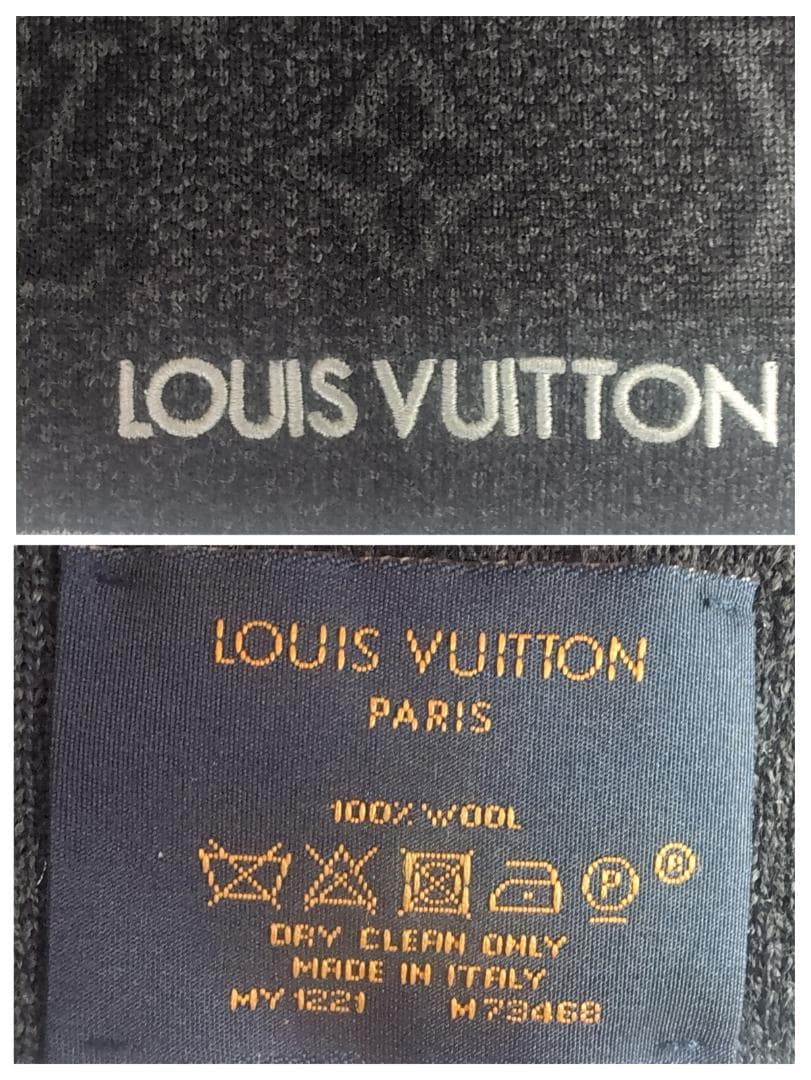 LOUIS VUITTON
LOUIS VUITTON
PARIS
100% WOOL
P
®
DRY CLEAN ONLY
MADE IN ITALY
MY 1221 M73468